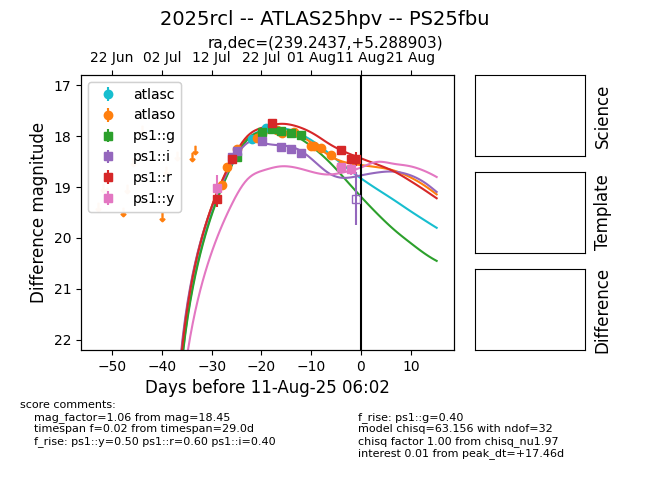 2025rcl -- ATLAS25hpv -- PS25fbu
ra,dec=(239.2437,+5.288903)
22 Jun 02 Jul 12 Jul 22 Jul 01 Aug 11 Aug 21 Aug
17
18
19
20
21
22
Difference magnitude
atlasc
atlaso
ps1::g
ps1::i
ps1::r
ps1::y
−50 −40 −30 −20 −10 0 10
Days before 11-Aug-25 06:02
Science
Template
Difference
score comments:
mag_factor=1.06 from mag=18.45
timespan f=0.02 from timespan=29.0d
f_rise: ps1::y=0.50 ps1::r=0.60 ps1::i=0.40
f_rise: ps1::g=0.40
model chisq=63.156 with ndof=32
chisq factor 1.00 from chisq_nu1.97
interest 0.01 from peak_dt=+17.46d